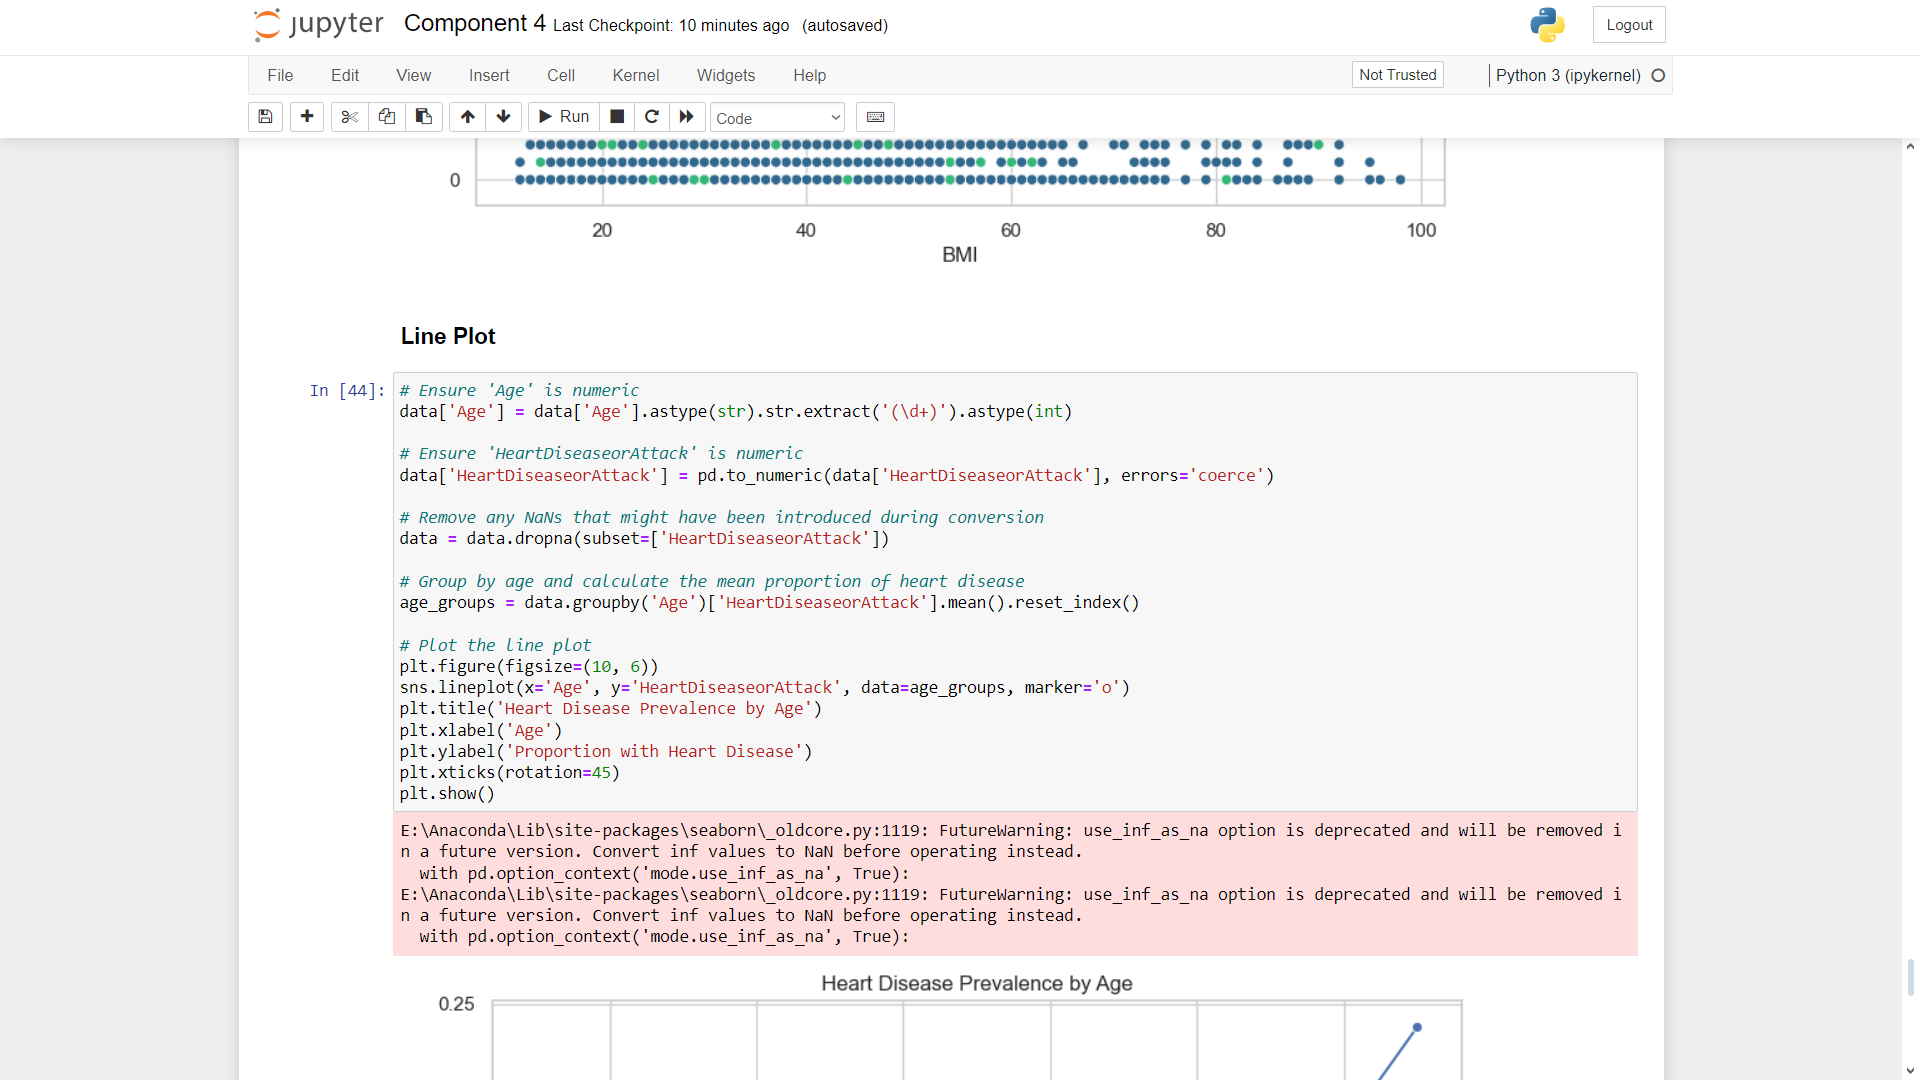 jupyter Component 4 Last Checkpoint: 10 minutes ago (autosaved) Logout
File Edit View Insert Cell Kernel Widgets Help Not Trusted Python 3 (ipykernel)
Run Code
0
20 40 60 80 100
BMI
Line Plot
In [44]:
# Ensure 'Age' is numeric
data['Age'] = data['Age'].astype(str).str.extract('(\d+)').astype(int)
# Ensure 'HeartDiseaseorAttack' is numeric
data['HeartDiseaseorAttack'] = pd.to_numeric(data['HeartDiseaseorAttack'], errors='coerce')
# Remove any NaNs that might have been introduced during conversion
data = data.dropna(subset=['HeartDiseaseorAttack'])
# Group by age and calculate the mean proportion of heart disease
age_groups = data.groupby('Age')['HeartDiseaseorAttack'].mean().reset_index()
# Plot the line plot
plt.figure(figsize=(10, 6))
sns.lineplot(x='Age', y='HeartDiseaseorAttack', data=age_groups, marker='o')
plt.title('Heart Disease Prevalence by Age')
plt.xlabel('Age')
plt.ylabel('Proportion with Heart Disease')
plt.xticks(rotation=45)
plt.show()
E:\Anaconda\Lib\site-packages\seaborn\_oldcore.py:1119: FutureWarning: use_inf_as_na option is deprecated and will be removed i
n a future version. Convert inf values to NaN before operating instead.
with pd.option_context('mode.use_inf_as_na', True):
E:\Anaconda\Lib\site-packages\seaborn\_oldcore.py:1119: FutureWarning: use_inf_as_na option is deprecated and will be removed i
n a future version. Convert inf values to NaN before operating instead.
with pd.option_context('mode.use_inf_as_na', True):
Heart Disease Prevalence by Age
0.25